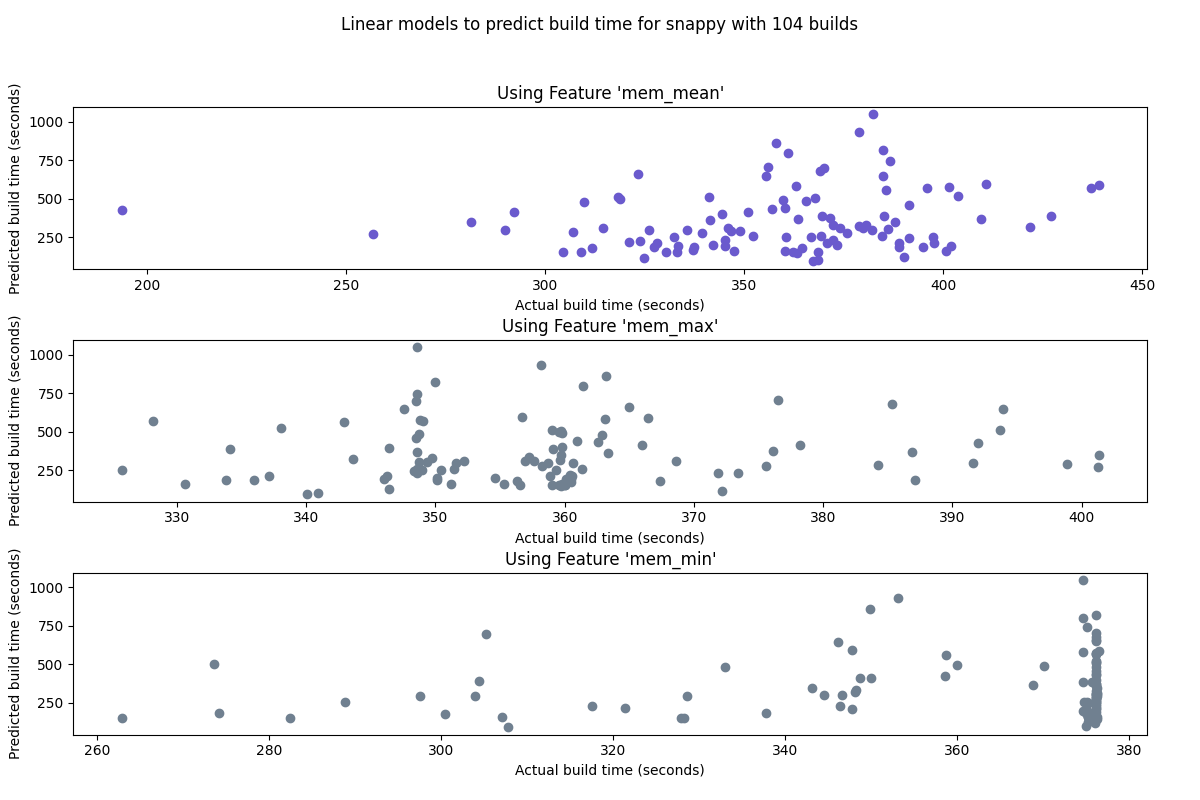 Linear models to predict build time for snappy with 104 builds
Using Feature 'mem_mean'
Predicted build time (seconds)
1000
750
500
250
200 250 300 350 400 450
Actual build time (seconds)
Using Feature 'mem_max'
Predicted build time (seconds)
1000
750
500
250
330 340 350 360 370 380 390 400
Actual build time (seconds)
Using Feature 'mem_min'
Predicted build time (seconds)
1000
750
500
250
260 280 300 320 340 360 380
Actual build time (seconds)